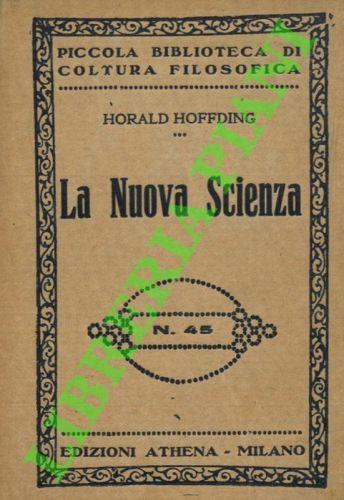 PICCOLA BIBLIOTECA DI
COLTURA FILOSOFICA
HORALD HOFFDING
La Nuova Scienza
N. 45
EDIZIONI ATHENA - MILANO
LIBRERIA PIANI